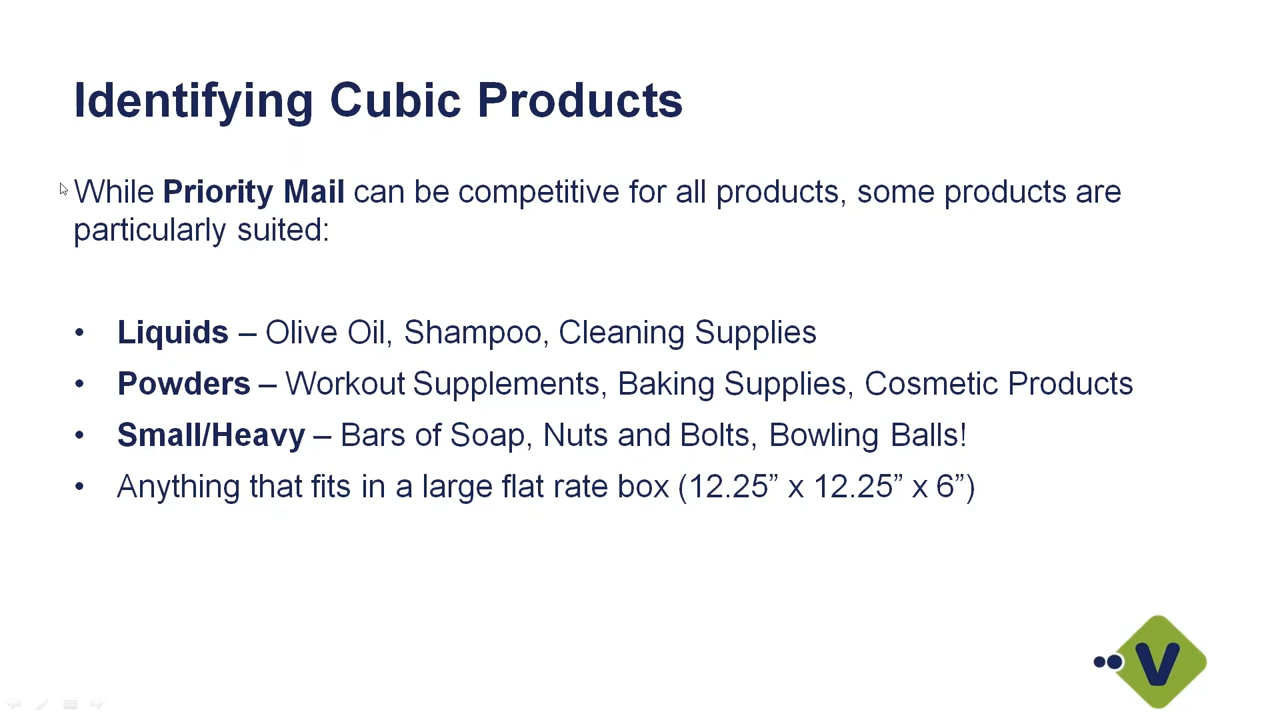 Identifying Cubic Products
While Priority Mail can be competitive for all products, some products are
particularly suited:
• Liquids – Olive Oil, Shampoo, Cleaning Supplies
• Powders – Workout Supplements, Baking Supplies, Cosmetic Products
• Small/Heavy – Bars of Soap, Nuts and Bolts, Bowling Balls!
• Anything that fits in a large flat rate box (12.25” x 12.25” x 6”)
V